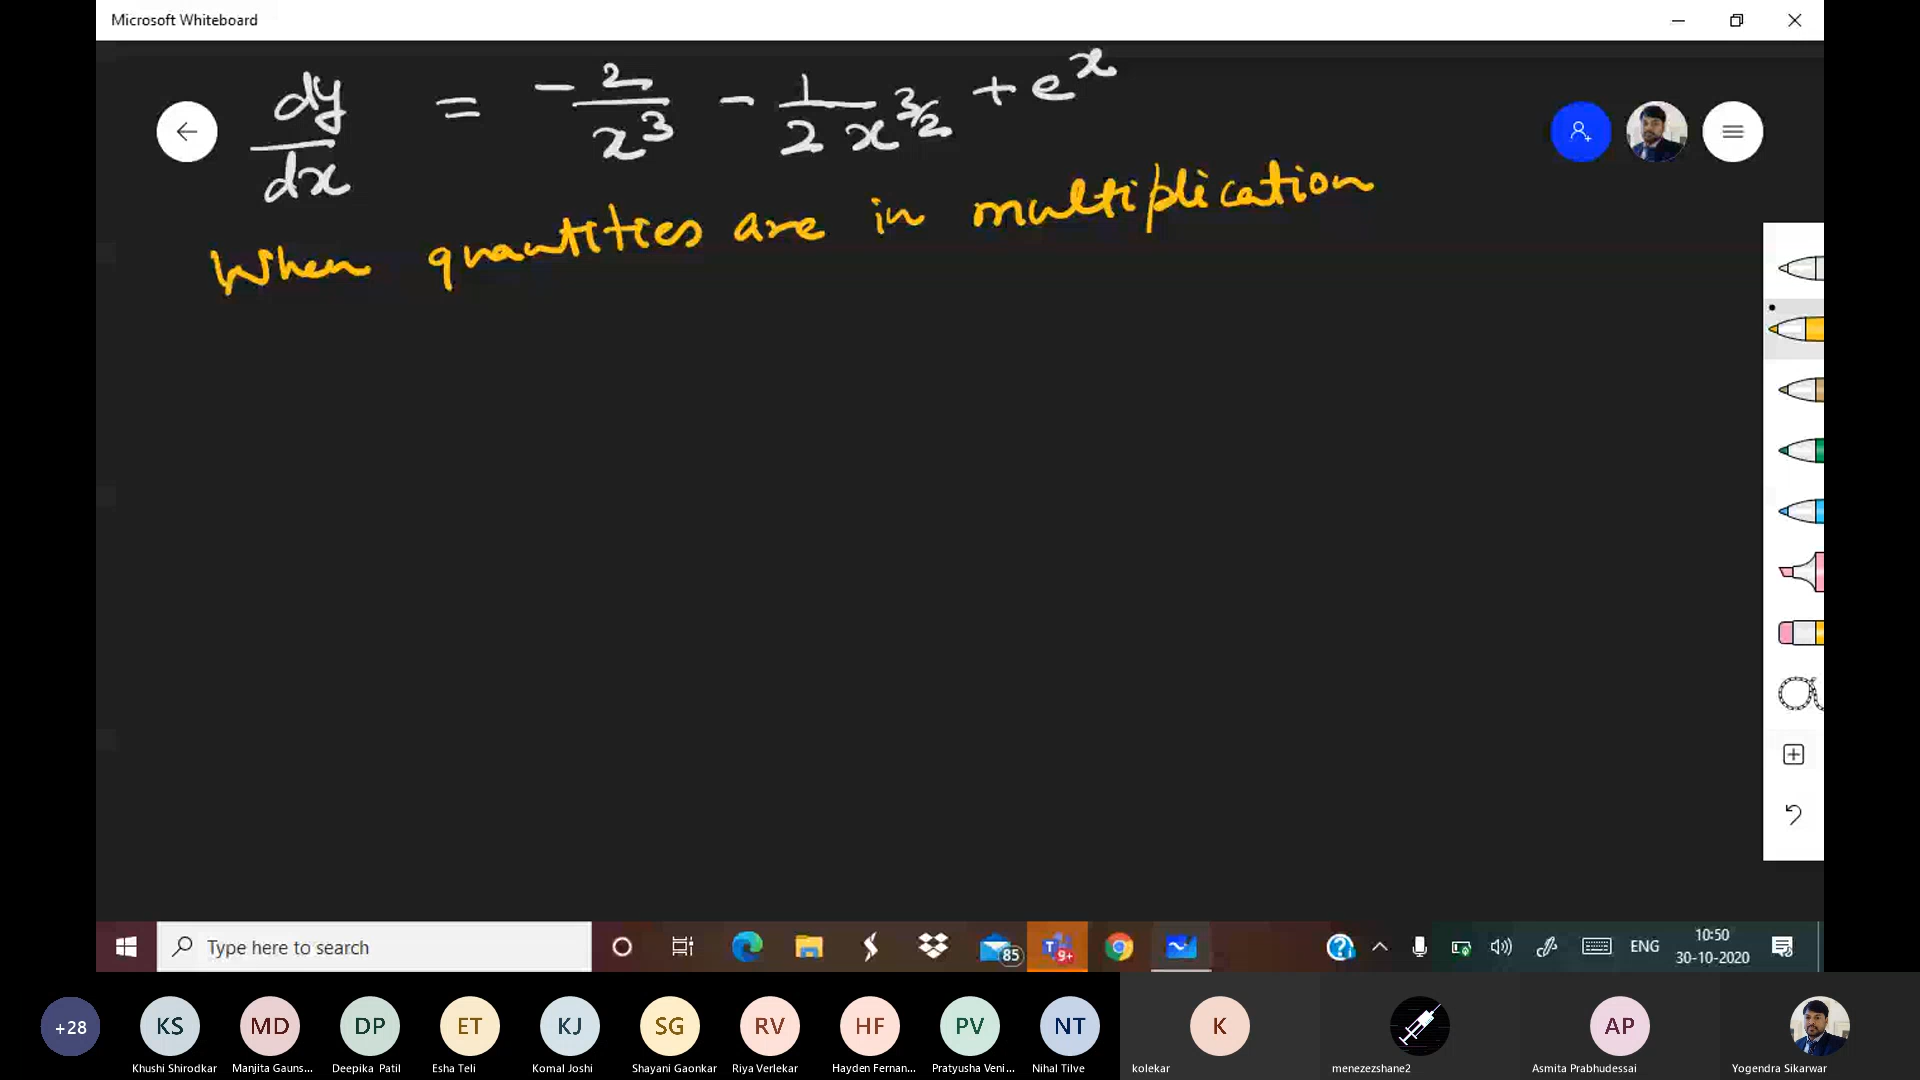 Microsoft Whiteboard
dy/dx = -2/x^3 - 1/2x^3/2 + e^x
When quantities are in multiplication
Type here to search
85
9+
ENG
10:50
30-10-2020
+28
KS
MD
DP
ET
KJ
SG
RV
HF
PV
NT
K
AP
Khushi Shirodkar
Manjita Gauns...
Deepika Patil
Esha Teli
Komal Joshi
Shayani Gaonkar
Riya Verlekar
Hayden Fernan...
Pratyusha Veni...
Nihal Tilve
kolekar
menezezshane2
Asmita Prabhudessai
Yogendra Sikarwar